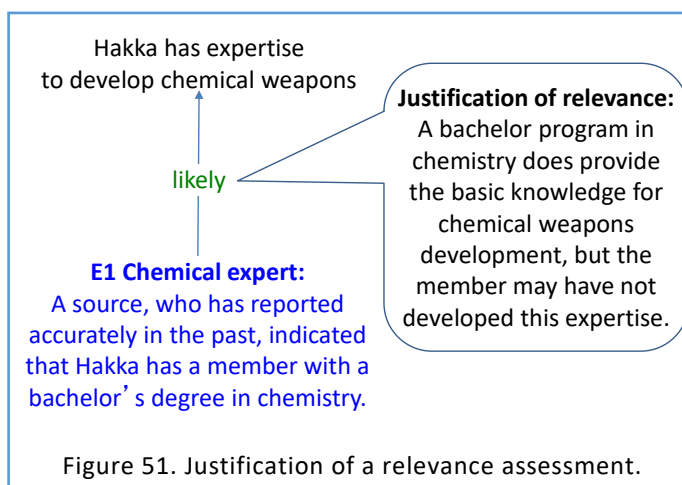 Hakka has expertise
to develop chemical weapons
likely
E1 Chemical expert:
A source, who has reported
accurately in the past, indicated
that Hakka has a member with a
bachelor’s degree in chemistry.
Justification of relevance:
A bachelor program in
chemistry does provide
the basic knowledge for
chemical weapons
development, but the
member may have not
developed this expertise.
Figure 51. Justification of a relevance assessment.